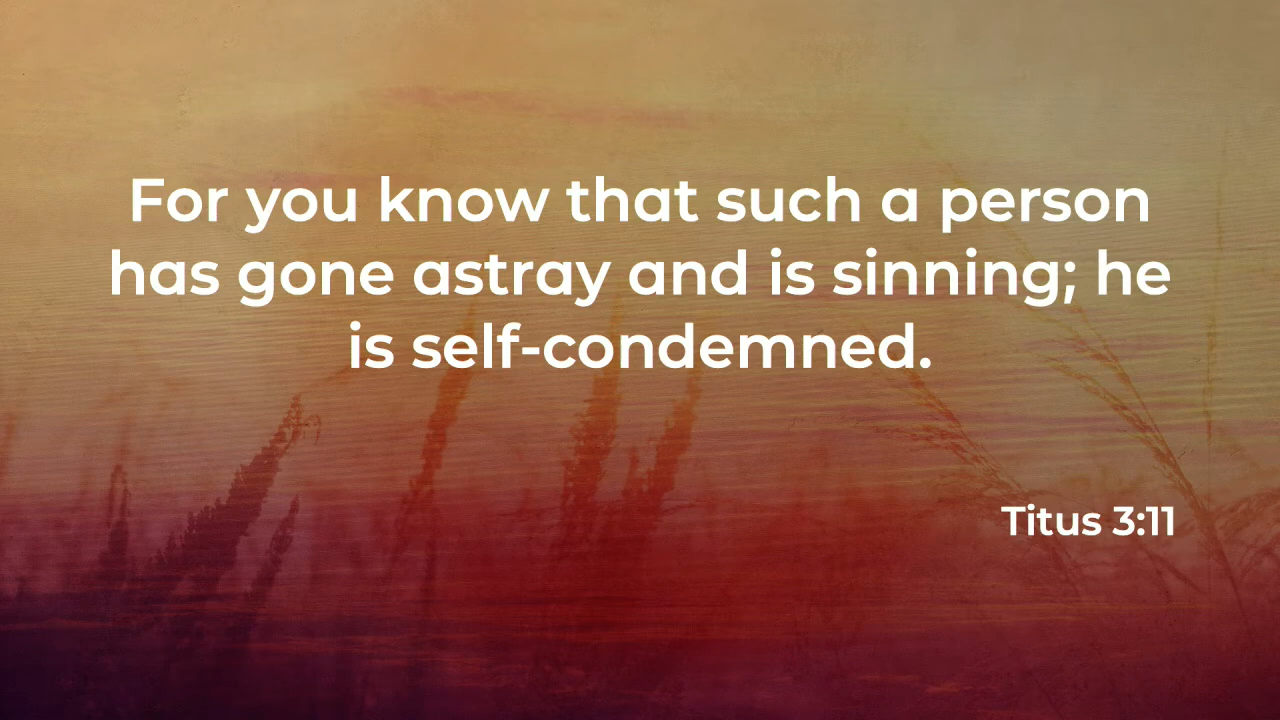 For you know that such a person
has gone astray and is sinning; he
is self-condemned.
Titus 3:11